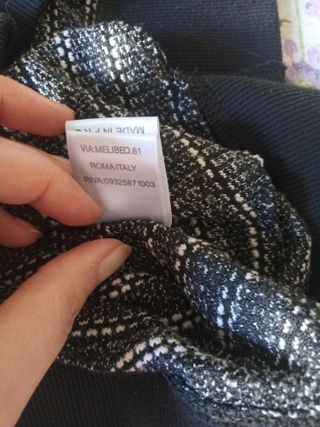 MADE IN P.R.C
VIA:MELIBEO.61
ROMA ITALY
P.IVA:09325871003